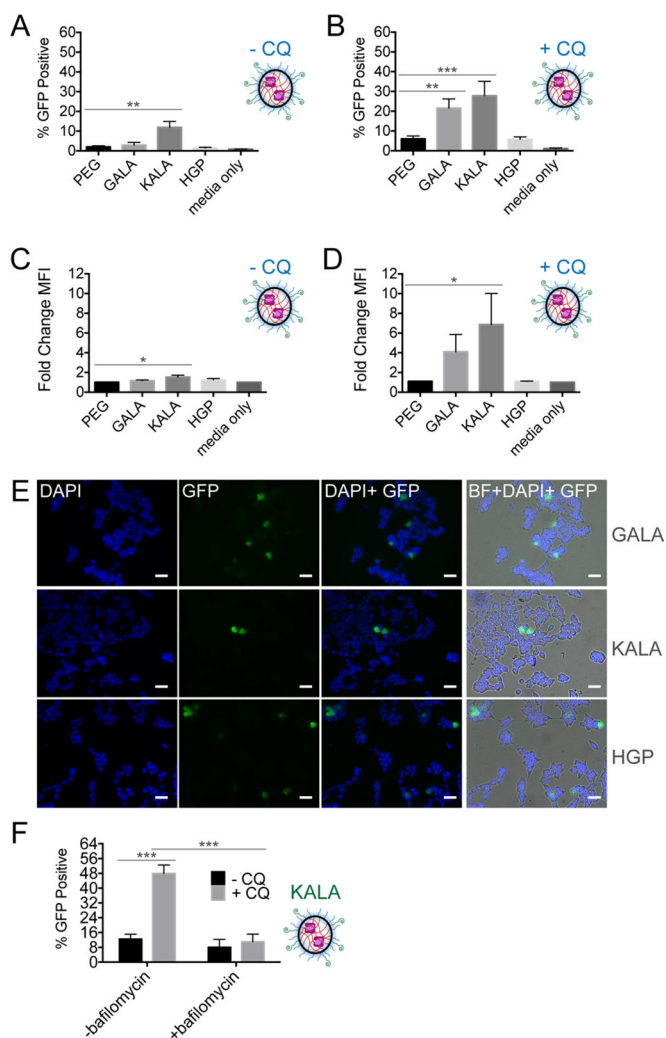 A
60
50
40
30
20
10
0
% GFP Positive
**
- CQ
PEG
GALA
KALA
HGP
media only
B
60
50
40
30
20
10
0
% GFP Positive
***
**
+ CQ
PEG
GALA
KALA
HGP
media only
C
12
10
8
6
4
2
0
Fold Change MFI
*
- CQ
PEG
GALA
KALA
HGP
media only
D
12
10
8
6
4
2
0
Fold Change MFI
*
+ CQ
PEG
GALA
KALA
HGP
media only
E
DAPI
GFP
DAPI+ GFP
BF+DAPI+ GFP
GALA
KALA
HGP
F
64
56
48
40
32
24
16
8
0
% GFP Positive
***
***
- CQ
+ CQ
KALA
-bafilomycin
+bafilomycin